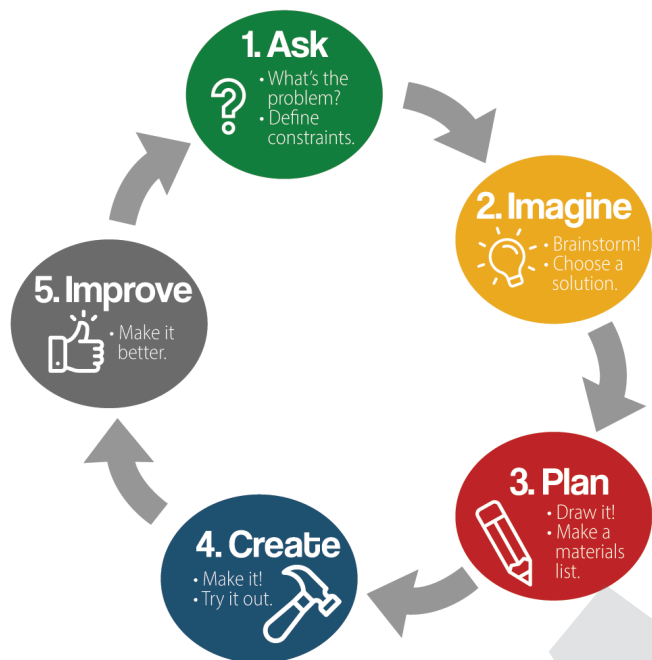 1. Ask
• What's the
problem?
• Define
constraints.
2. Imagine
• Brainstorm!
• Choose a
solution.
3. Plan
• Draw it!
• Make a
materials
list.
4. Create
• Make it!
• Try it out.
5. Improve
• Make it
better.